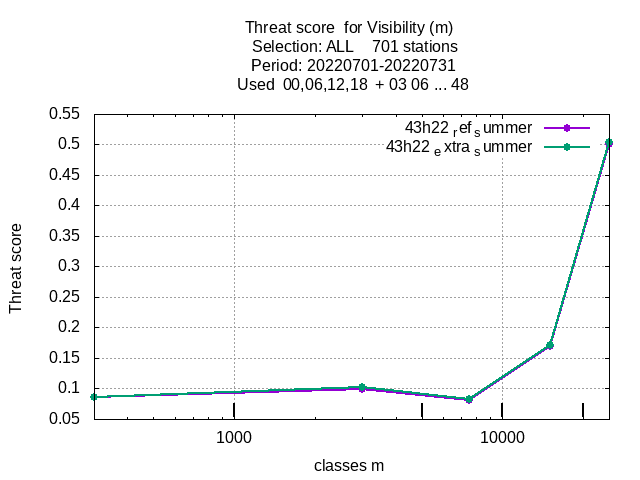 Threat score  for Visibility (m)
Selection: ALL    701 stations
Period: 20220701-20220731
Used  00,06,12,18  + 03 06 ... 48
0.55
0.5
0.45
0.4
0.35
0.3
0.25
0.2
0.15
0.1
0.05
43h22 ref summer
43h22 extra summer
Threat score
1000
10000
classes m